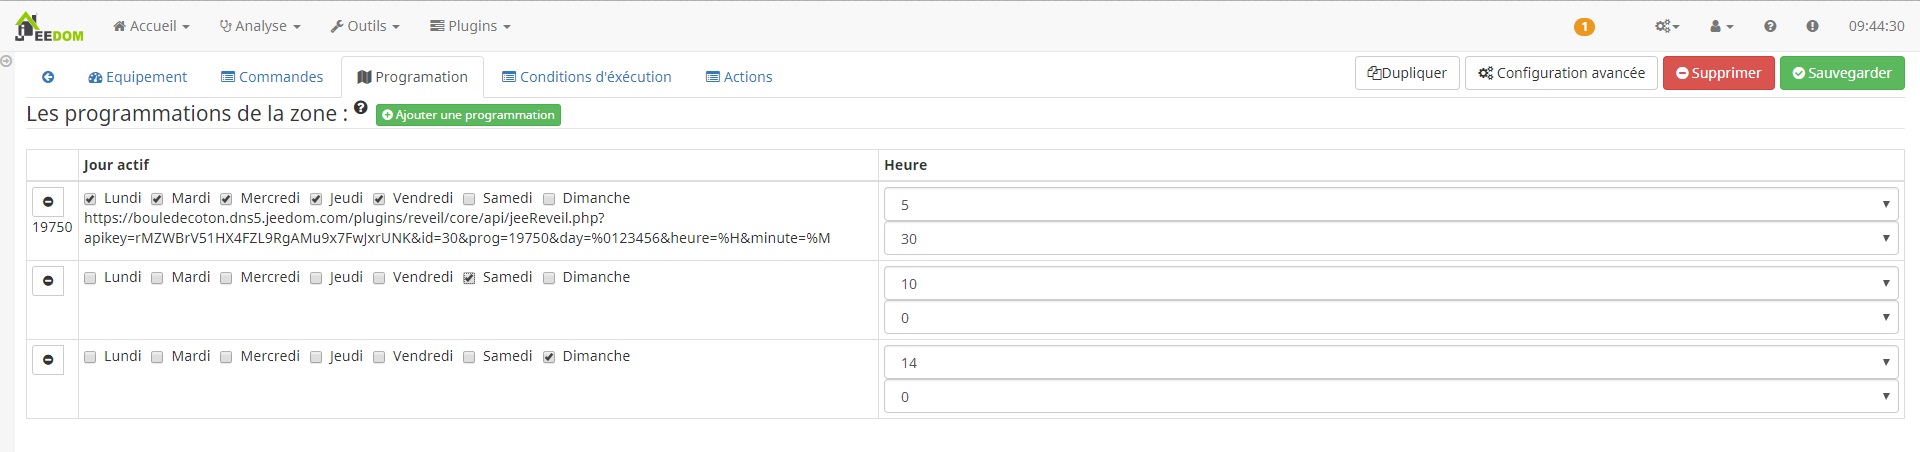 JEEDOM Accueil Analyse Outils Plugins 1 09:44:30
Equipement Commandes Programation Conditions d'éxécution Actions Dupliquer Configuration avancée Supprimer Sauvegarder
Les programmations de la zone : Ajouter une programmation
Jour actif Heure
Lundi Mardi Mercredi Jeudi Vendredi Samedi Dimanche 5
19750 https://bouledecoton.dns5.jeedom.com/plugins/reveil/core/api/jeeReveil.php?
apikey=rMZWBrV51HX4FZL9RgAMu9x7FwJxrUNK&id=30&prog=19750&day=%0123456&heure=%H&minute=%M 30
Lundi Mardi Mercredi Jeudi Vendredi Samedi Dimanche 10
0
Lundi Mardi Mercredi Jeudi Vendredi Samedi Dimanche 14
0